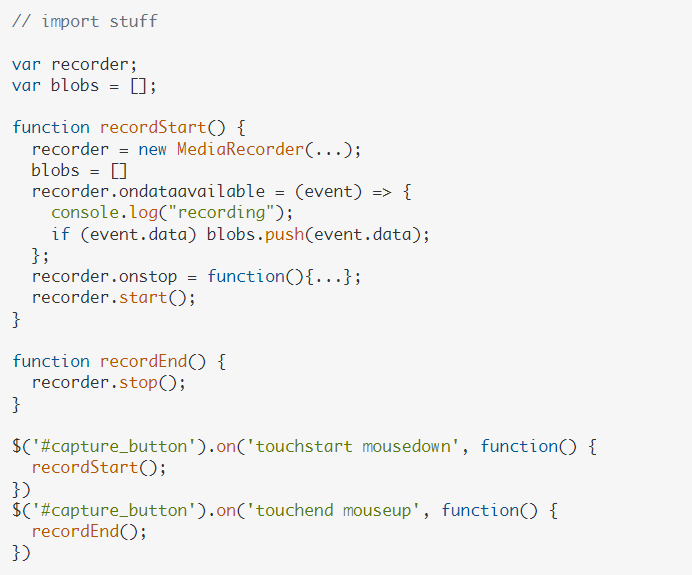 // import stuff

var recorder;
var blobs = [];

function recordStart() {
  recorder = new MediaRecorder(...);
  blobs = []
  recorder.ondataavailable = (event) => {
    console.log("recording");
    if (event.data) blobs.push(event.data);
  };
  recorder.onstop = function(){...};
  recorder.start();
}

function recordEnd() {
  recorder.stop();
}

$('#capture_button').on('touchstart mousedown', function() {
  recordStart();
})
$('#capture_button').on('touchend mouseup', function() {
  recordEnd();
})